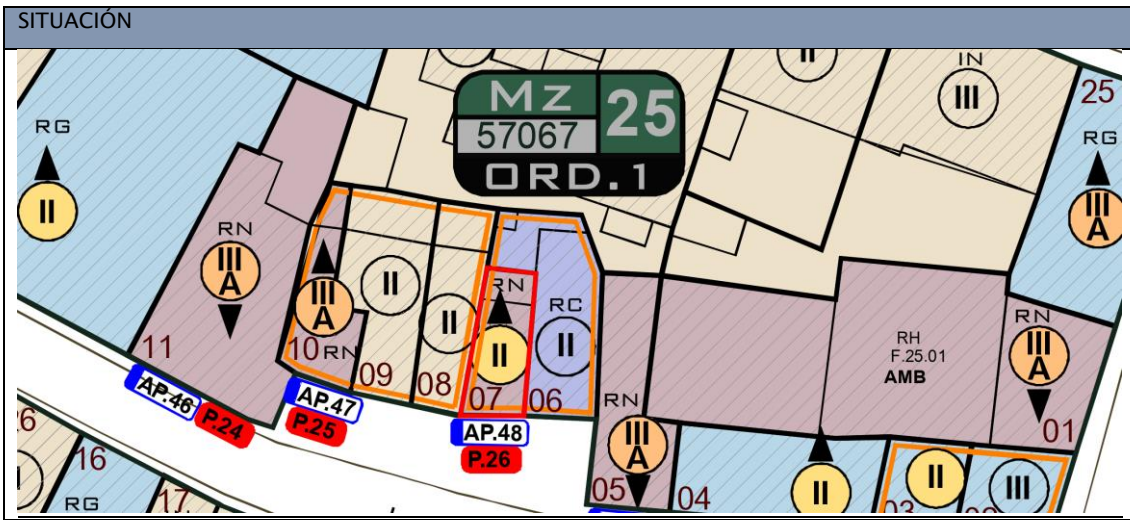 SITUACIÓN
Mz 25
57067
ORD.1
RG
II
RN
III
A
11
AP.46
P.24
III
A
RN
10
AP.47
P.25
II
09
II
08
RN
II
07
AP.48
P.26
RC
II
06
II
IN
III
25
RG
III
A
RH
F.25.01
AMB
RN
III
A
01
RN
III
A
05
04
II
II
03
III
16
RG
17